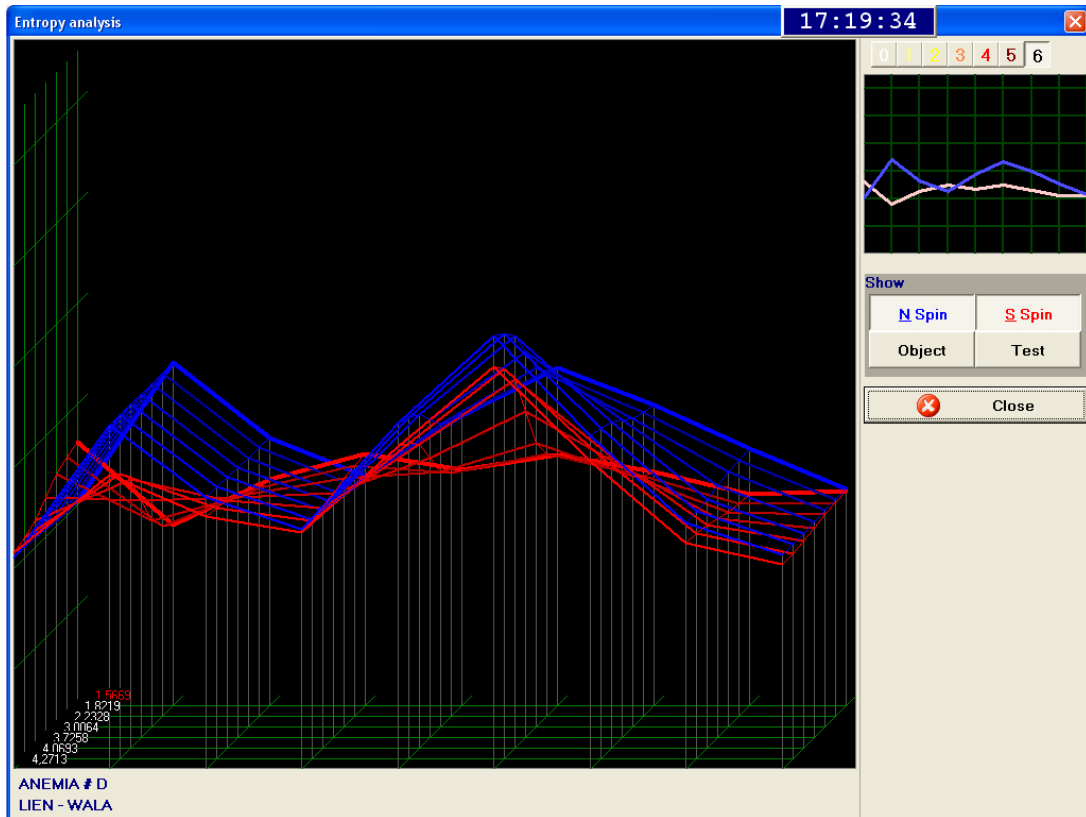 Entropy analysis
17:19:34
0 1 2 3 4 5 6
Show
N Spin
S Spin
Object
Test
Close
1.5669
1.8219
2.2328
3.0064
3.7258
4.0693
4.2713
ANEMIA # D
LIEN - WALA